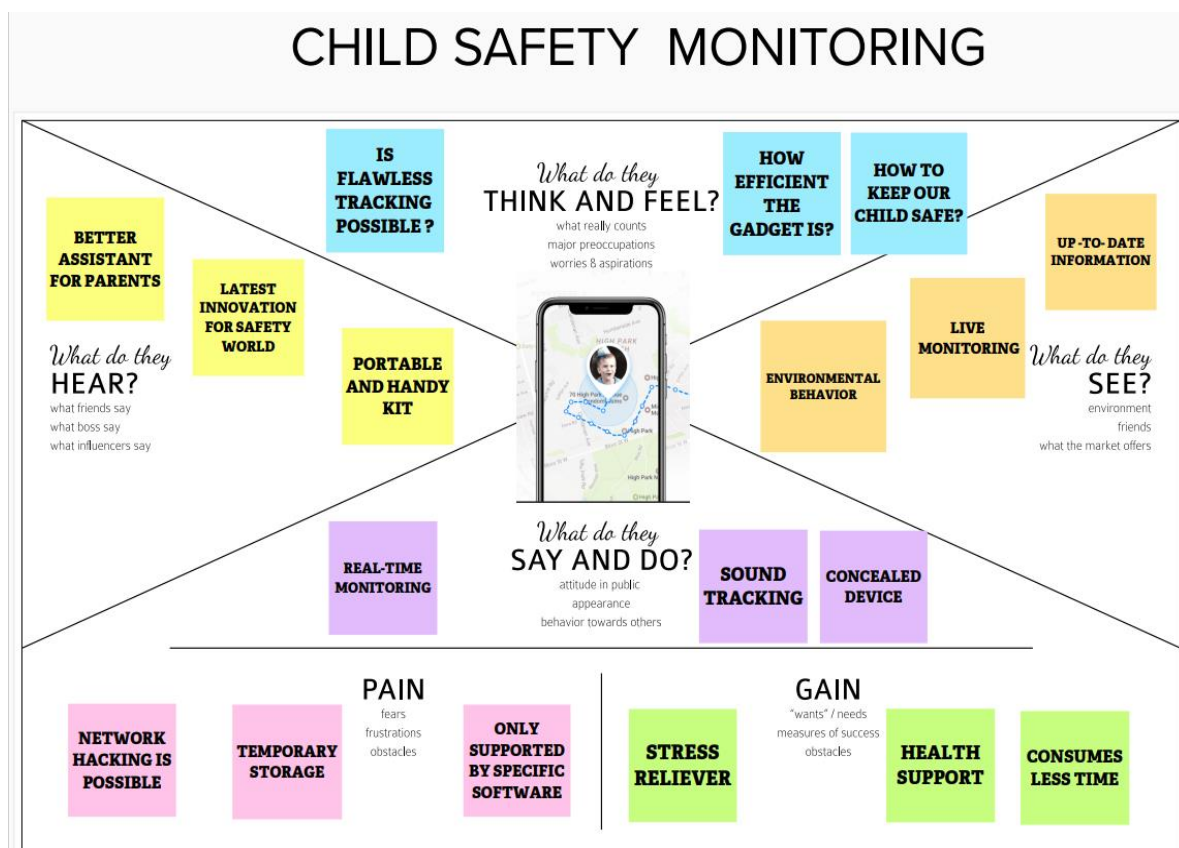 CHILD SAFETY MONITORING
IS
FLAWLESS
TRACKING
POSSIBLE ?
What do they
THINK AND FEEL?
what really counts
major preoccupations
worries & aspirations
HOW
EFFICIENT
THE
GADGET IS?
HOW TO
KEEP OUR
CHILD SAFE?
BETTER
ASSISTANT
FOR PARENTS
LATEST
INNOVATION
FOR SAFETY
WORLD
PORTABLE
AND HANDY
KIT
What do they
HEAR?
what friends say
what boss say
what influencers say
HIGH PARK
High Park
UP -TO- DATE
INFORMATION
LIVE
MONITORING
ENVIRONMENTAL
BEHAVIOR
What do they
SEE?
environment
friends
what the market offers
REAL-TIME
MONITORING
What do they
SAY AND DO?
attitude in public
appearance
behavior towards others
SOUND
TRACKING
CONCEALED
DEVICE
PAIN
fears
frustrations
obstacles
NETWORK
HACKING IS
POSSIBLE
TEMPORARY
STORAGE
ONLY
SUPPORTED
BY SPECIFIC
SOFTWARE
GAIN
"wants" / needs
measures of success
obstacles
STRESS
RELIEVER
HEALTH
SUPPORT
CONSUMES
LESS TIME